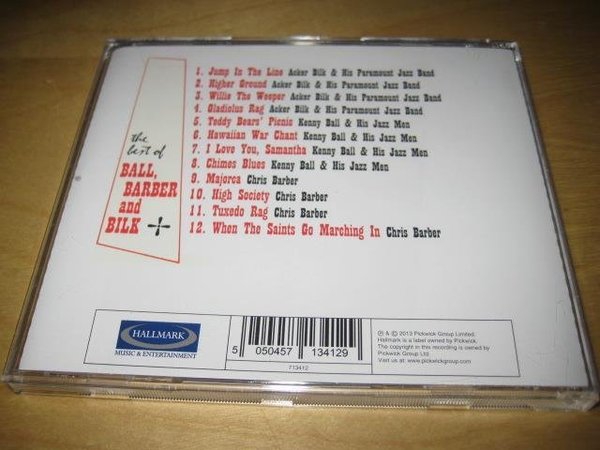 the
best of
BALL,
BARBER
and
BILK
1. Jump In The Line Acker Bilk & His Paramount Jazz Band
2. Higher Ground Acker Bilk & His Paramount Jazz Band
3. Willie The Weeper Acker Bilk & His Paramount Jazz Band
4. Gladiolus Rag Acker Bilk & His Paramount Jazz Band
5. Teddy Bears' Picnic Kenny Ball & His Jazz Men
6. Hawaiian War Chant Kenny Ball & His Jazz Men
7. I Love You, Samantha Kenny Ball & His Jazz Men
8. Chimes Blues Kenny Ball & His Jazz Men
9. Majorca Chris Barber
10. High Society Chris Barber
11. Tuxedo Rag Chris Barber
12. When The Saints Go Marching In Chris Barber
HALLMARK
MUSIC & ENTERTAINMENT
5 050457 134129
713412
℗ & © 2013 Pickwick Group Limited.
Hallmark is a label owned by Pickwick.
The copyright in this recording is owned by
Pickwick Group Ltd
Visit us at: www.pickwickgroup.com